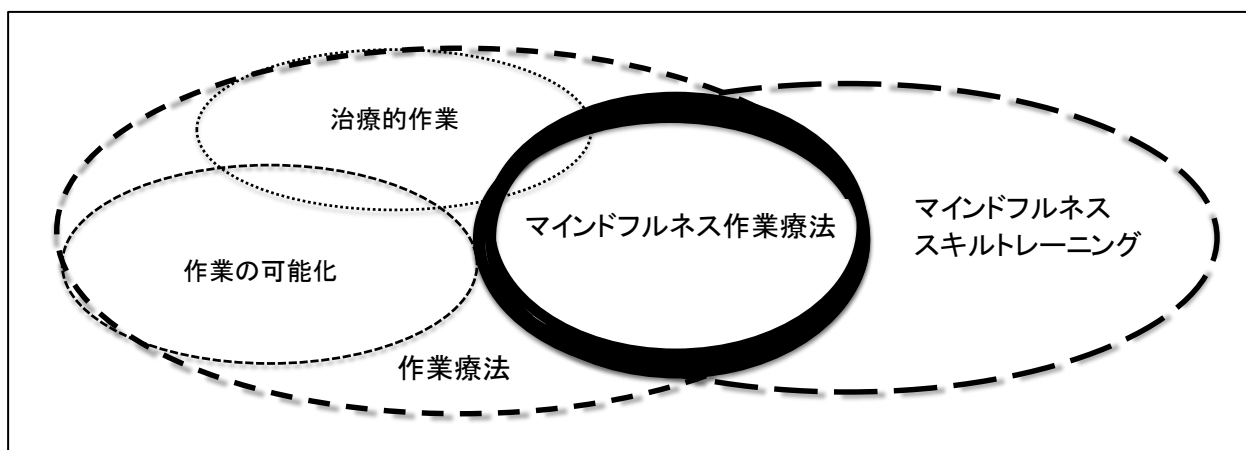 治療的作業
マインドフルネス作業療法
マインドフルネス
スキルトレーニング
作業の可能化
作業療法